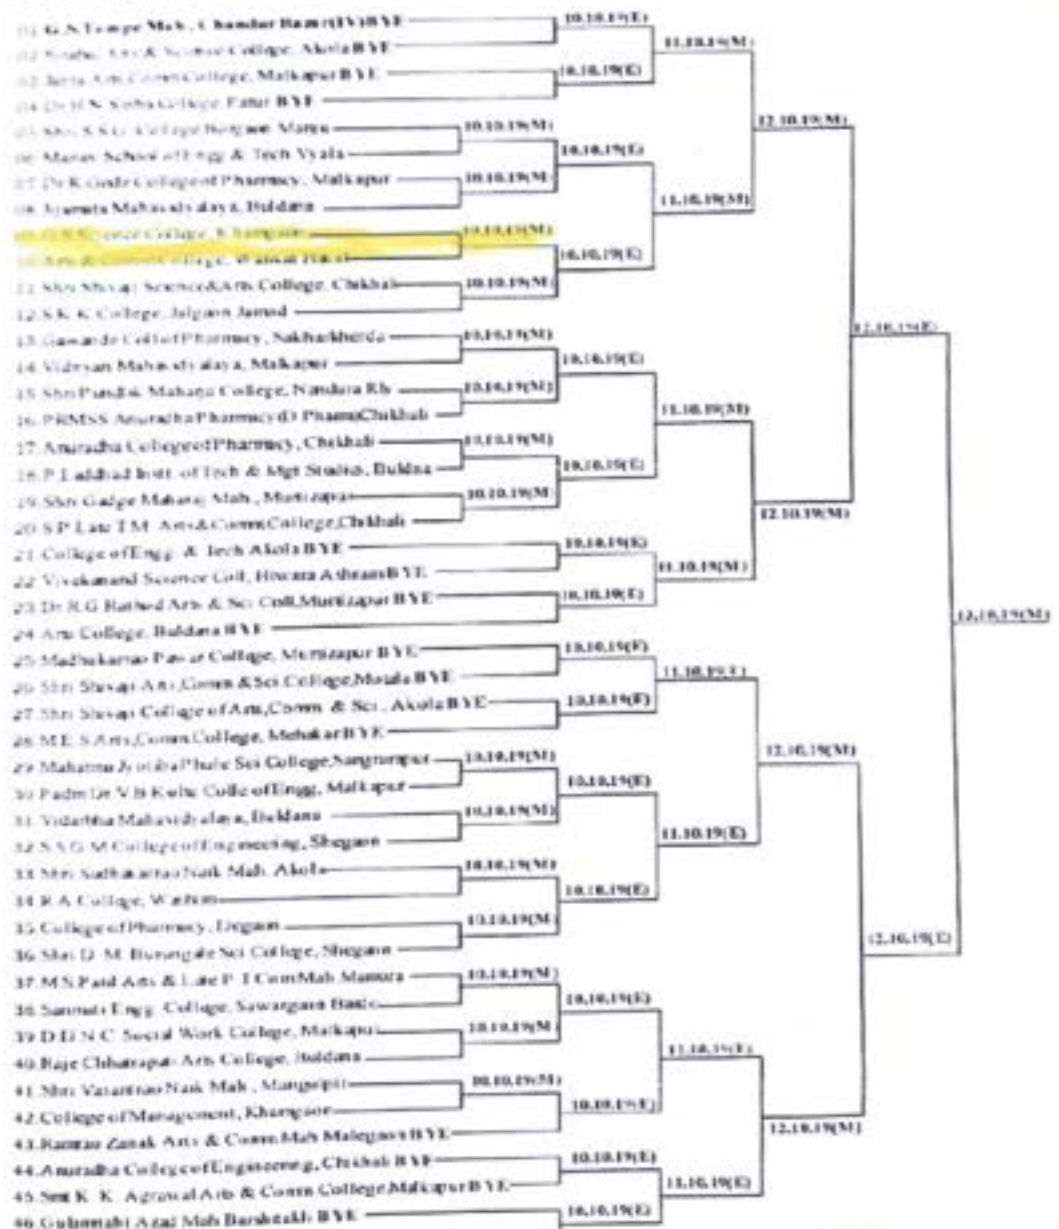 01. G.S.Tompe Mah., Chandur Bazar(IV)BYE
Arts & Science College, Akola BYE
03. Arts Comm College, Malkapur BYE
04. Dr. H.N. Sinha College, Patur BYE
05. Shri S.S.G. College Borgaon Manju
06. Manav School of Engg & Tech Vyala
07. Dr K Gode College of Pharmacy, Malkapur
08. Mahavidyalaya, Buldana
09. G.S.Science College, Khamgaon
10. Arts & College,
11. Shri Shivaji Science&Arts College, Chikhali
12. S K K College, Jalgaon Jamod
13. Gawande Coll of Pharmacy, Sakharkherda
14. Vidnyan Mahavidyalaya, Malkapur
15. Shri Pundlik Maharaj College, Nandura Rly
16. PRMSS Anuradha Pharmacy(D Pharm)Chikhali
17. Anuradha College of Pharmacy, Chikhali
18. P Laddhad Instt. of Tech & Mgt Studies, Buldna
19. Shri Gadge Maharaj Mah., Murtizapur
20. S P Late T.M. Arts&Comm College,Chikhali
21. College of Engg. & Tech Akola BYE
22. Vivekanand Science Coll, Hiwara Ashram BYE
23. Dr R.G Rathod Arts & Sci Coll,Murtizapur BYE
24. Arts College, Buldana BYE
25. Madhukarrao Pawar College, Murtizapur BYE
26. Shri Shivaji Arts,Comm &Sci College,Motala BYE
27. Shri Shivaji College of Arts,Comm. & Sci., Akola BYE
28. M.E.S Arts,Comm College, Mehakar BYE
29. Mahatma Jyotiba Phule Sci College,Sangrampur
30. Padm Dr V B Kolte Colle of Engg, Malkapur
31. Vidarbha Mahavidyalaya, Buldana
32. S S G M College of Engineering, Shegaon
33. Shri Sudhakarrao Naik Mah. Akola
34. R A College, Washim
35. College of Pharmacy, Degaon
36. Shri D. M. Burungale Sci College, Shegaon
37. M S Patil Arts & Late P Comm Mah Manora
38. Sanmati Engg. College, Sawargaon Barde
39. D D N C Social Work College, Malkapur
40. Raje Chhatrapati Arts College, Buldana
41. Shri Vasantrao Naik Mah., Mangalpir
42. College of Management, Khamgaon
43. Ramrao Zanak Arts & Comm Mah Malegaon BYE
44. Anuradha College of Engineering, Chikhali BYE
45. Smt K. K. Agrawal Arts & Comm College,Malkapur BYE
46. Gulamnabi Azad Mah Barshitakli BYE
10.10.19(E)
10.10.19(E)
10.10.19(M)
10.10.19(E)
10.10.19(M)
10.10.19(M)
10.10.19(E)
10.10.19(M)
10.10.19(M)
10.10.19(E)
10.10.19(M)
10.10.19(M)
10.10.19(E)
10.10.19(M)
10.10.19(E)
10.10.19(E)
10.10.19(E)
10.10.19(E)
10.10.19(M)
10.10.19(E)
10.10.19(M)
10.10.19(M)
10.10.19(E)
10.10.19(M)
10.10.19(M)
10.10.19(E)
10.10.19(M)
10.10.19(M)
10.10.19(E)
10.10.19(E)
10.10.19(E)
11.10.19(M)
11.10.19(M)
11.10.19(M)
11.10.19(M)
11.10.19(E)
11.10.19(E)
11.10.19(E)
11.10.19(E)
12.10.19(M)
12.10.19(M)
12.10.19(M)
12.10.19(M)
12.10.19(E)
12.10.19(E)
13.10.19(M)